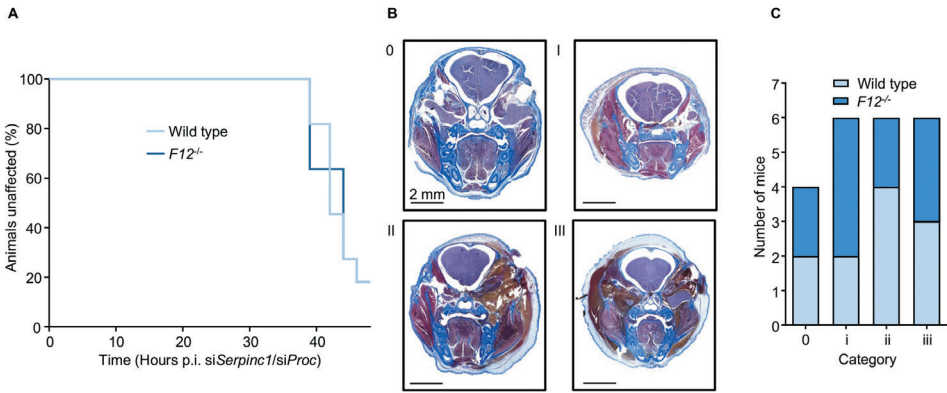 A
Animals unaffected (%)
100
80
60
40
20
0
0
10
20
30
40
Time (Hours p.i. siSerpinc1/siProc)
Wild type
F12-/-
B
0
I
2 mm
II
III
C
Number of mice
7
6
5
4
3
2
1
0
Wild type
F12-/-
0
i
ii
iii
Category